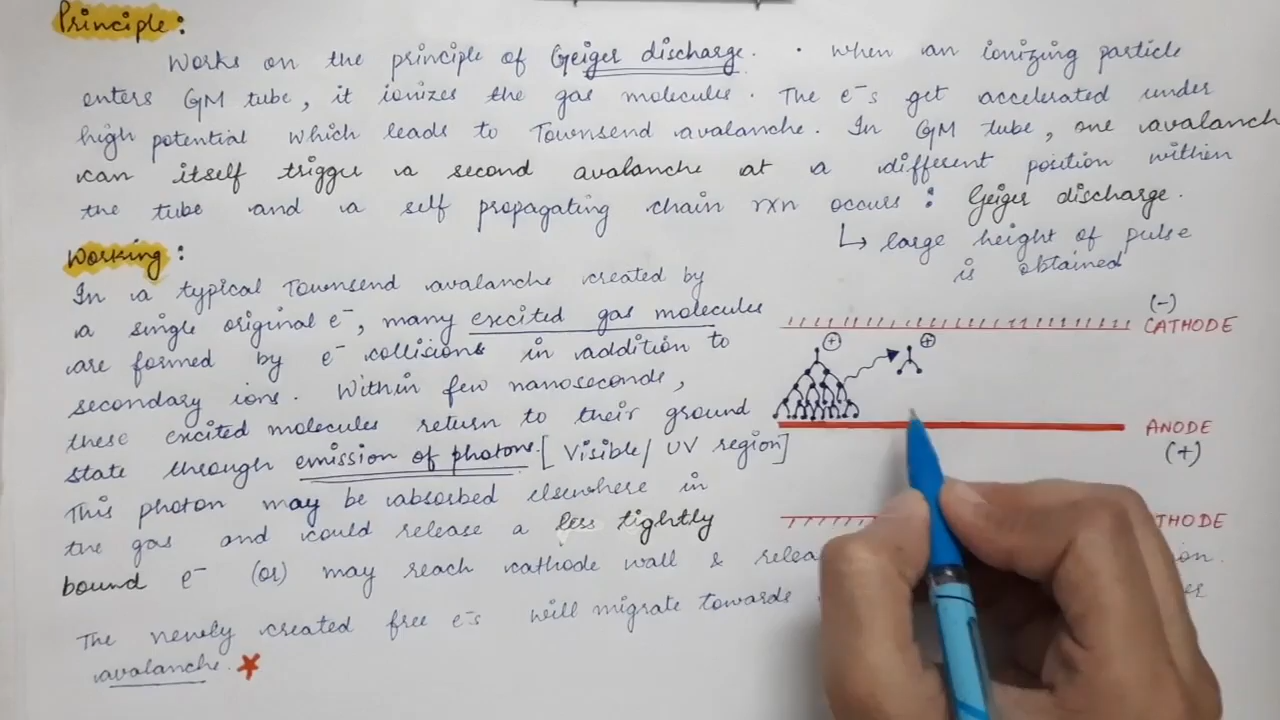 Principle:
Works on the principle of Geiger discharge. • When an ionizing particle
enters GM tube, it ionizes the gas molecules. The e⁻s get accelerated under
high potential which leads to Townsend avalanche. In GM tube, one avalanch
can itself trigger a second avalanche at a different position within
the tube and a self propagating chain rxn occurs : Geiger discharge.
↳ large height of pulse
is obtained
Working:
In a typical Townsend avalanche created by
a single original e⁻, many excited gas molecules
are formed by e⁻ collisions in addition to
secondary ions. Within few nanoseconds,
these excited molecules return to their ground
state through emission of photons. [Visible/ UV region]
This photon may be absorbed elsewhere in
the gas and could release a less tightly
bound e⁻ (or) may reach cathode wall &
The newly created free e⁻s will migrate towards
avalanche.
(-)
CATHODE
+ +
ANODE
(+)
THODE